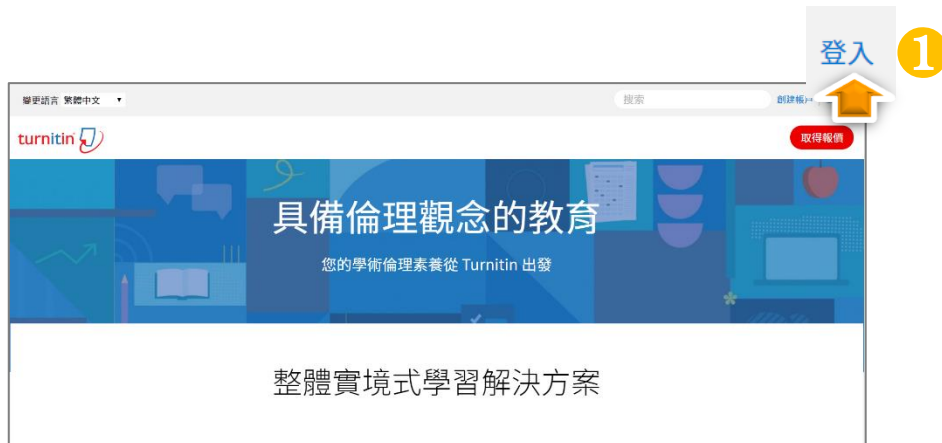 登入 1
變更語言 繁體中文
搜索
創建帳戶
turnitin
取得報價
具備倫理觀念的教育
您的學術倫理素養從 Turnitin 出發
整體實境式學習解決方案